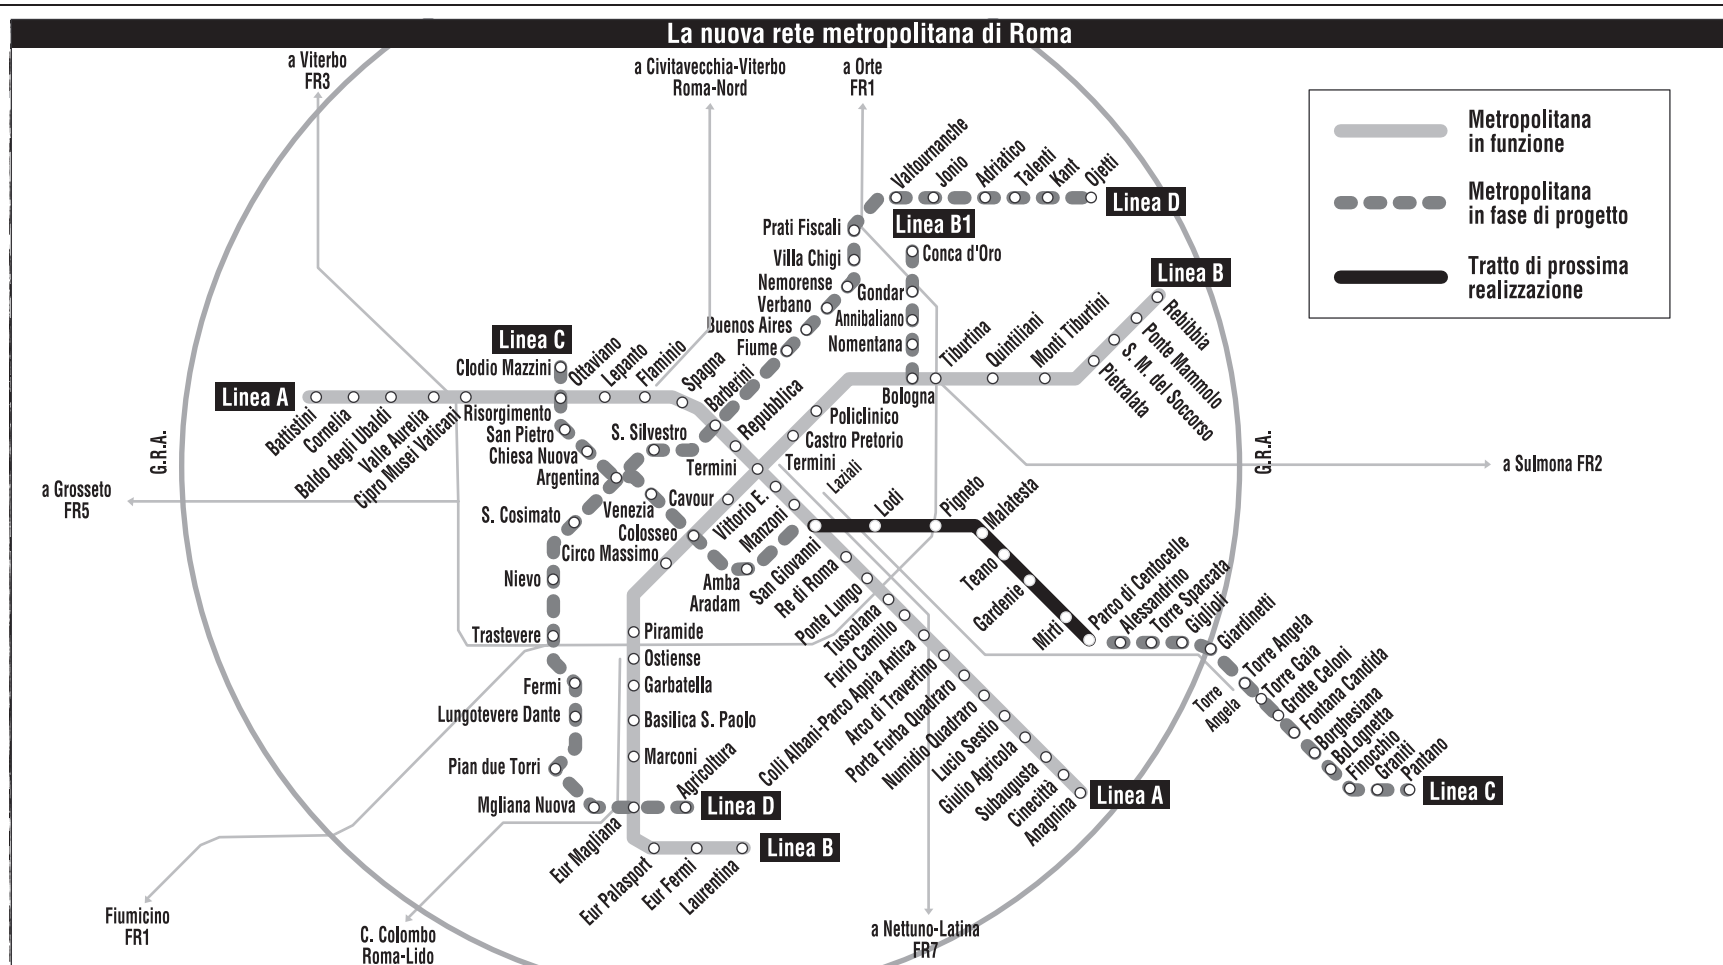 La nuova rete metropolitana di Roma
a Viterbo
FR3
a Civitavecchia-Viterbo
Roma-Nord
a Orte
FR1
Metropolitana
in funzione
Metropolitana
in fase di progetto
Tratto di prossima
realizzazione
Valtournanche
Jonio
Adriatico
Talenti
Kant
Ojetti
Linea D
Linea B1
Prati Fiscali
Villa Chigi
Nemorense
Verbano
Buenos Aires
Fiume
Conca d'Oro
Gondar
Annibaliano
Nomentana
Bologna
Linea B
Rebibbia
Ponte Mammolo
S. M. del Soccorso
Pietralata
Monti Tiburtini
Quintiliani
Tiburtina
Policlinico
Castro Pretorio
Termini
Laziali
Linea C
Clodio Mazzini
Ottaviano
Lepanto
Flaminio
Spagna
Barberini
Repubblica
Linea A
Battistini
Cornelia
Baldo degli Ubaldi
Valle Aurelia
Cipro Musei Vaticani
Risorgimento
San Pietro
Chiesa Nuova
Argentina
S. Silvestro
Termini
G.R.A.
G.R.A.
a Sulmona FR2
a Grosseto
FR5
S. Cosimato
Venezia
Cavour
Colosseo
Circo Massimo
Vittorio E.
Manzoni
Amba
Aradam
San Giovanni
Lodi
Pigneto
Malatesta
Teano
Gardenie
Mirti
Parco di Centocelle
Alessandrino
Torre Spaccata
Giglioli
Giardinetti
Torre Angela
Torre Gaia
Grotte Celoni
Fontana Candida
Borghesiana
BoLognetta
Finocchio
Graniti
Pantano
Linea C
Torre
Angela
Nievo
Trastevere
Fermi
Lungotevere Dante
Pian due Torri
Mgliana Nuova
Piramide
Ostiense
Garbatella
Basilica S. Paolo
Marconi
Agricoltura
Linea D
Eur Magliana
Eur Palasport
Eur Fermi
Laurentina
Linea B
Re di Roma
Ponte Lungo
Tuscolana
Furio Camillo
Colli Albani-Parco Appia Antica
Arco di Travertino
Porta Furba Quadraro
Numidio Quadraro
Lucio Sestio
Giulio Agricola
Subaugusta
Cinecittà
Anagnina
Linea A
Fiumicino
FR1
C. Colombo
Roma-Lido
a Nettuno-Latina
FR7